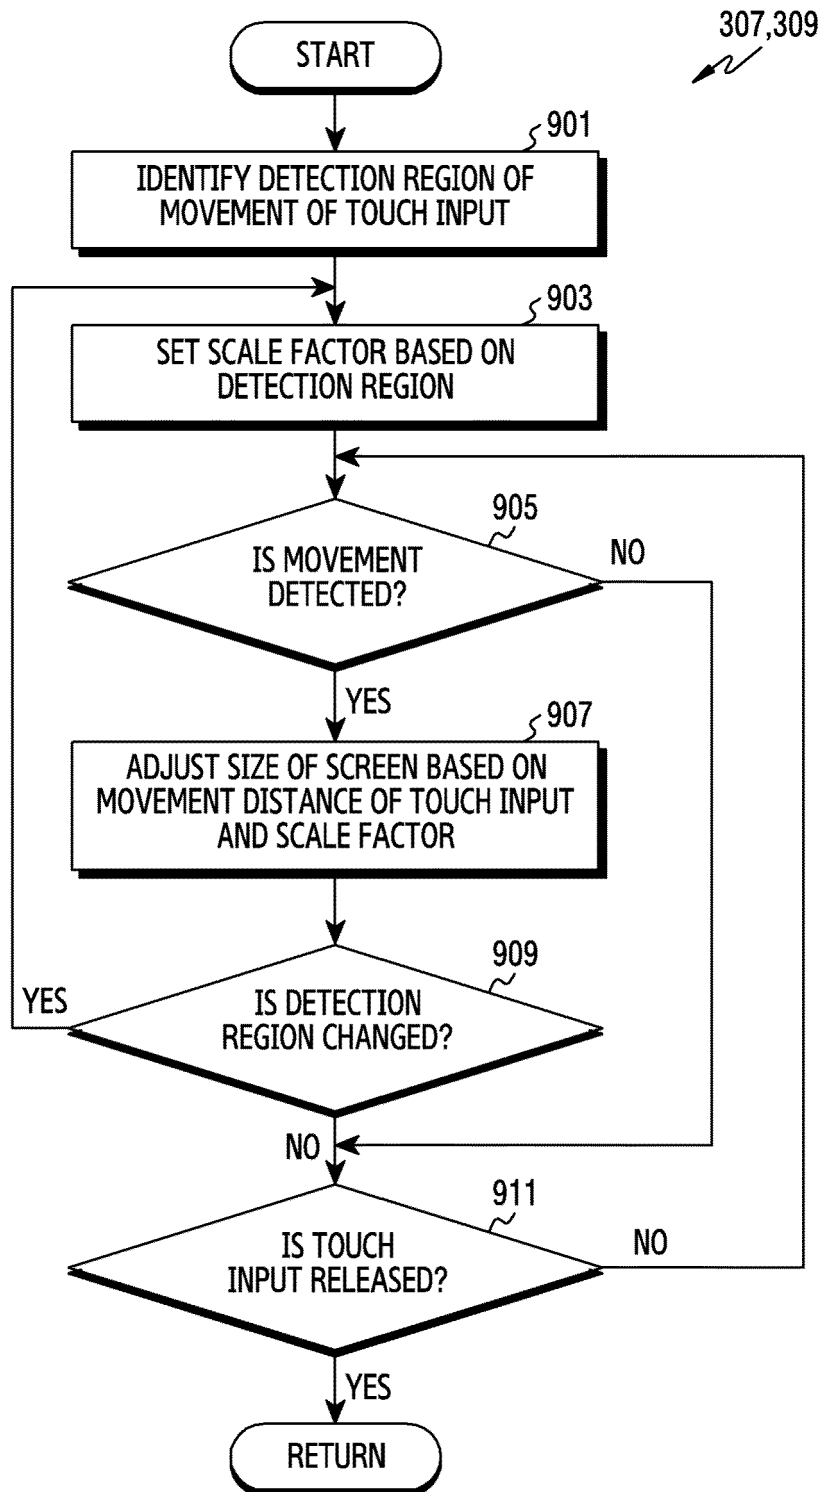 307,309
START
901
IDENTIFY DETECTION REGION OF
MOVEMENT OF TOUCH INPUT
903
SET SCALE FACTOR BASED ON
DETECTION REGION
905
IS MOVEMENT
DETECTED?
NO
YES
907
ADJUST SIZE OF SCREEN BASED ON
MOVEMENT DISTANCE OF TOUCH INPUT
AND SCALE FACTOR
909
YES
IS DETECTION
REGION CHANGED?
NO
911
IS TOUCH
INPUT RELEASED?
NO
YES
RETURN